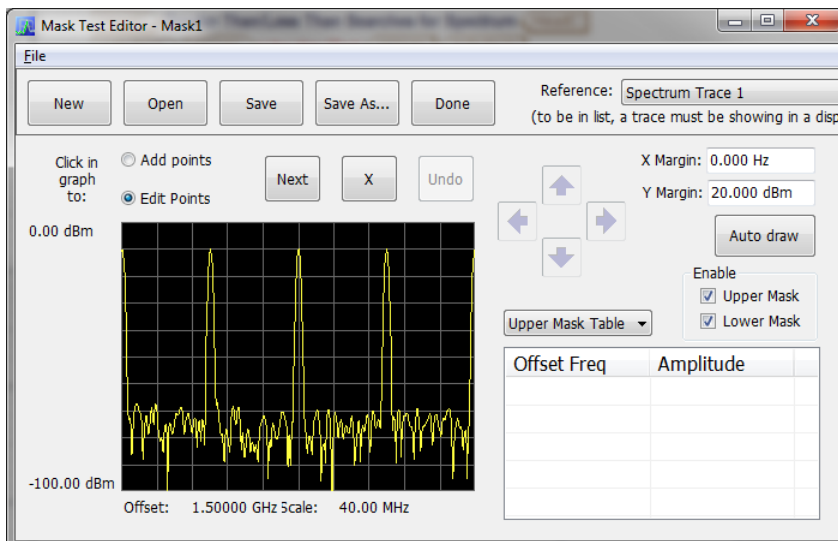 Mask Test Editor - Mask1
File
New
Open
Save
Save As...
Done
Reference:
Spectrum Trace 1
(to be in list, a trace must be showing in a disp
Click in
graph
to:
Add points
Edit Points
Next
X
Undo
X Margin: 0.000 Hz
Y Margin: 20.000 dBm
Auto draw
Enable
Upper Mask
Lower Mask
0.00 dBm
-100.00 dBm
Offset: 1.50000 GHz Scale: 40.00 MHz
Upper Mask Table
Offset Freq Amplitude